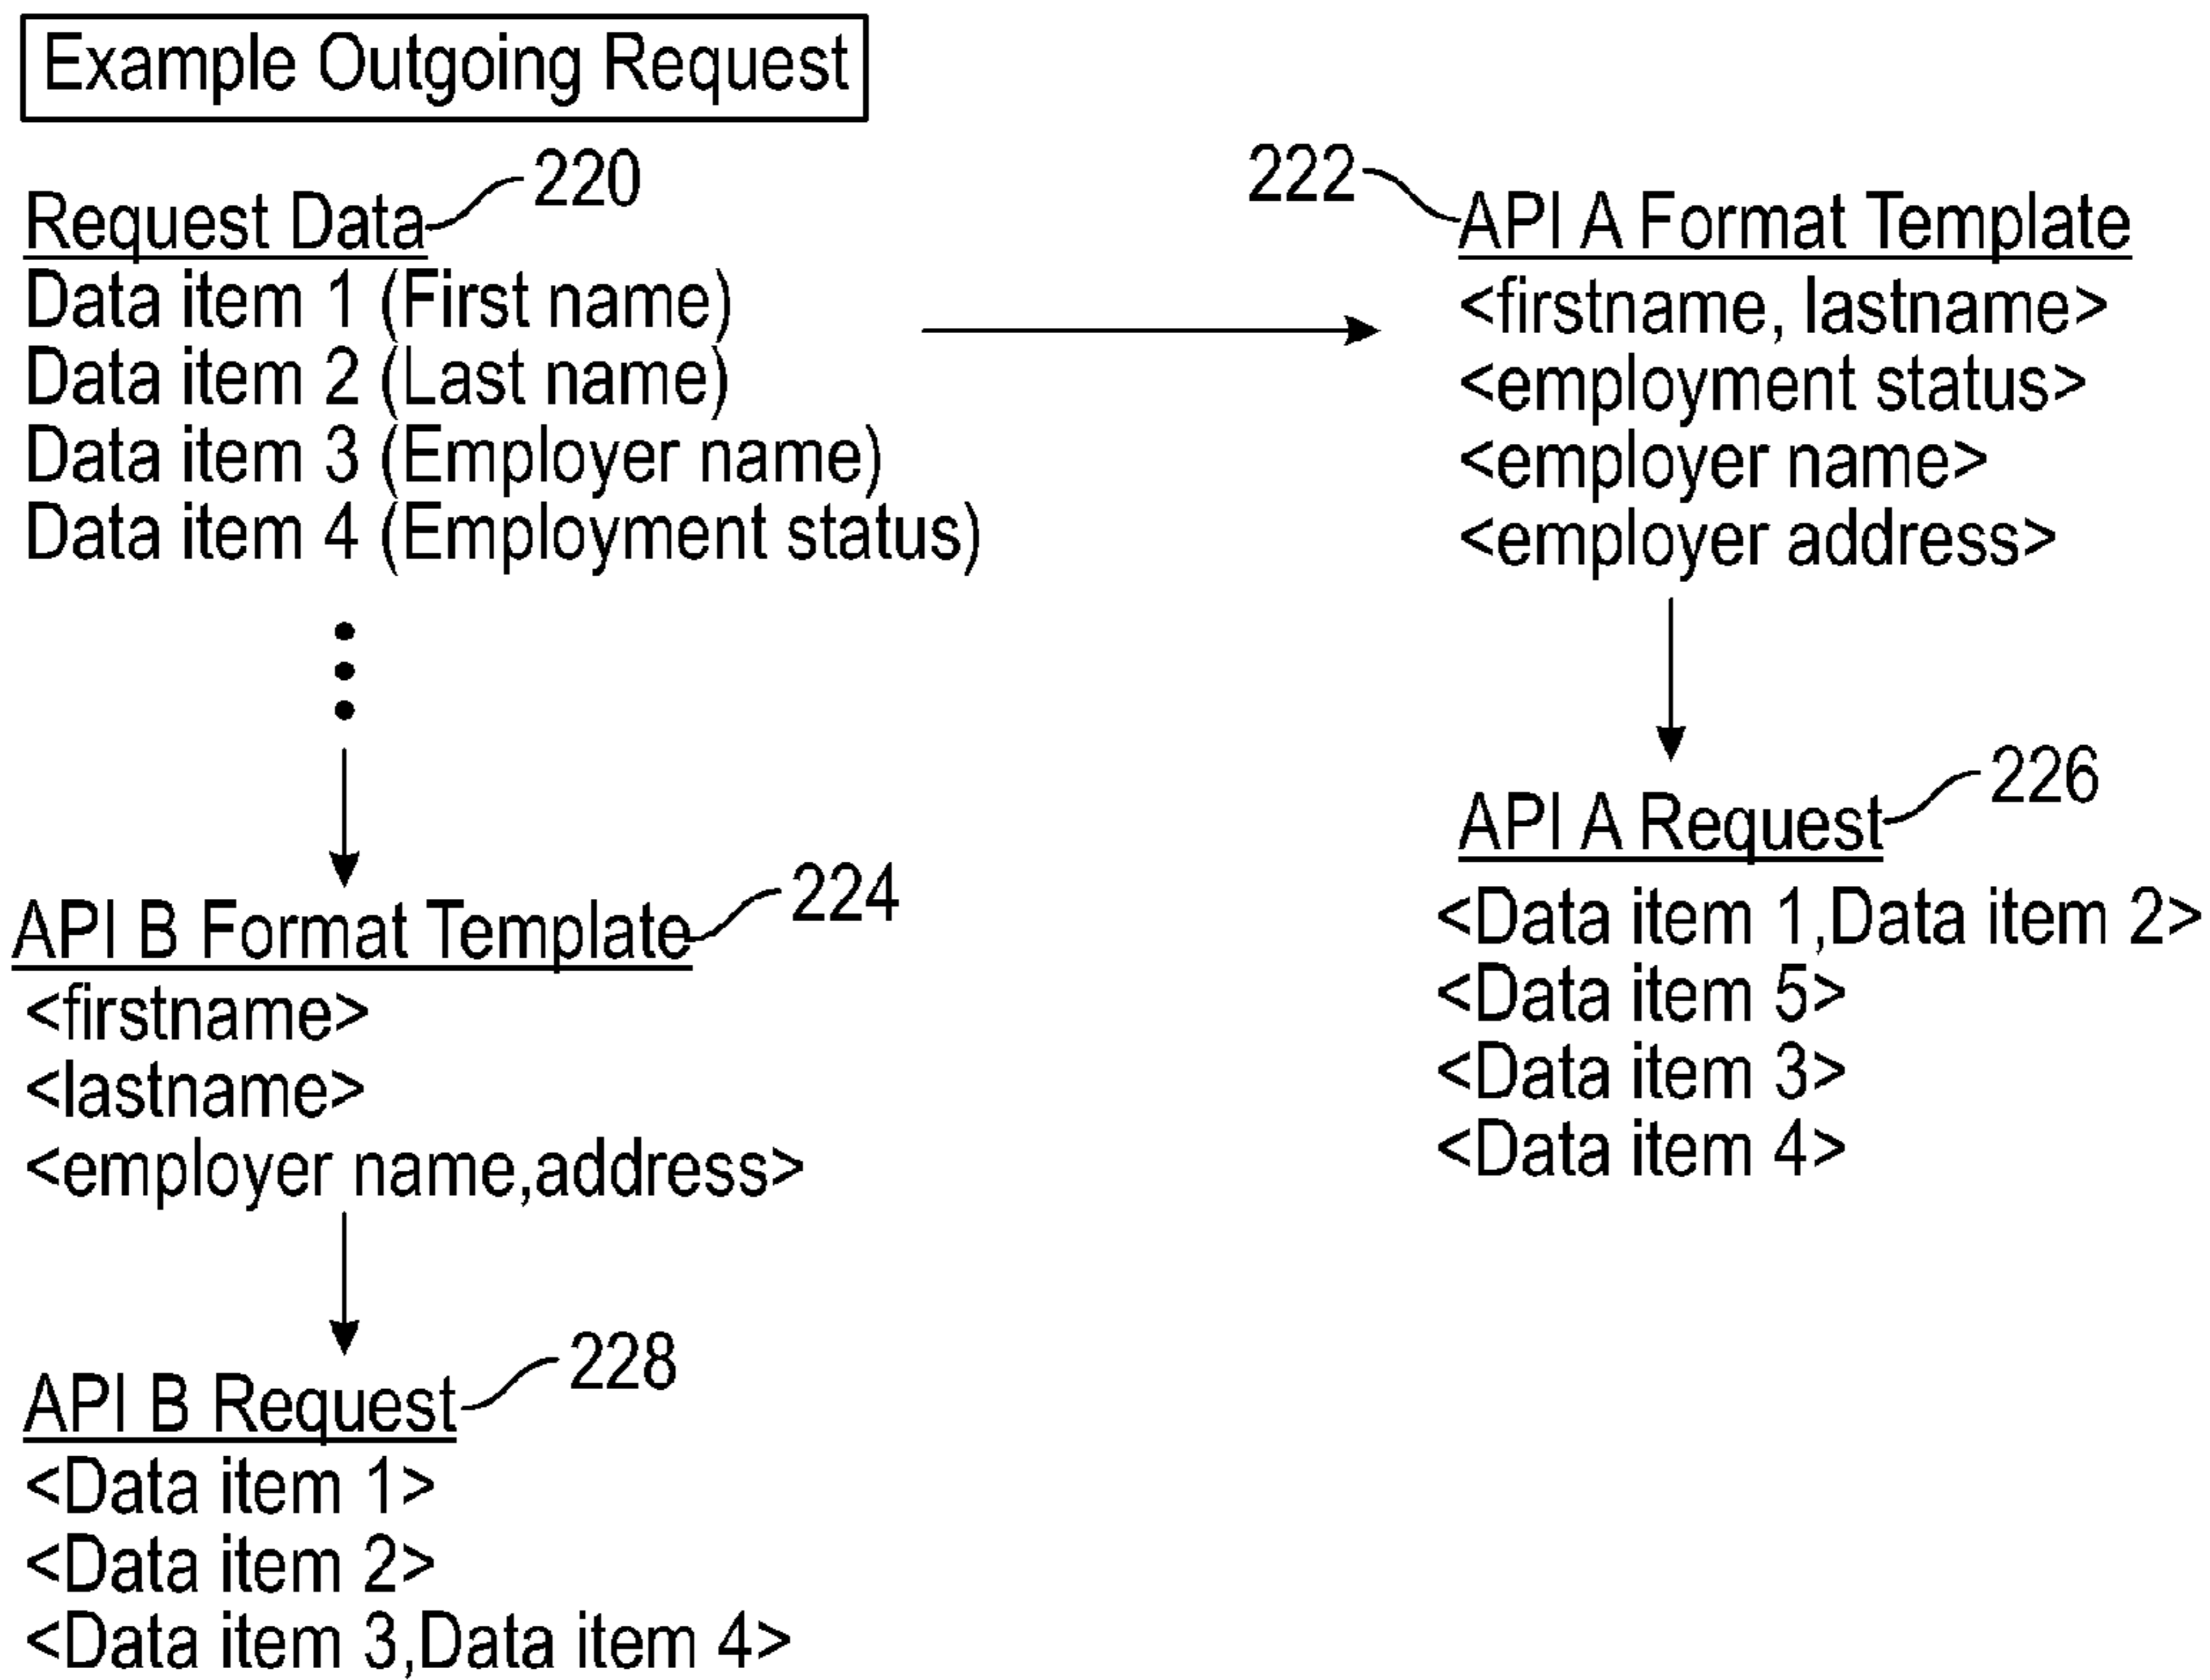 Example Outgoing Request
220
Request Data
Data item 1 (First name)
Data item 2 (Last name)
Data item 3 (Employer name)
Data item 4 (Employment status)
222
API A Format Template
<firstname, lastname>
<employment status>
<employer name>
<employer address>
226
API A Request
<Data item 1,Data item 2>
<Data item 5>
<Data item 3>
<Data item 4>
224
API B Format Template
<firstname>
<lastname>
<employer name,address>
228
API B Request
<Data item 1>
<Data item 2>
<Data item 3,Data item 4>